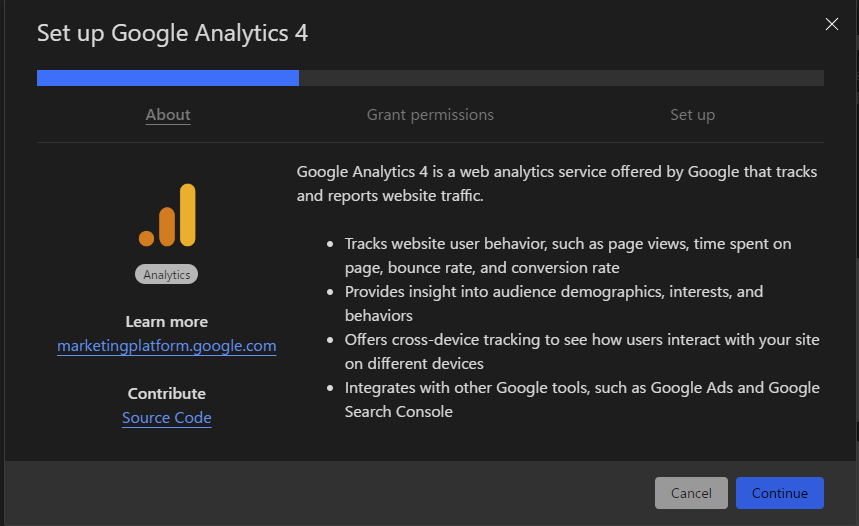 Set up Google Analytics 4
About
Grant permissions
Set up
Google Analytics 4 is a web analytics service offered by Google that tracks
and reports website traffic.
Analytics
Learn more
marketingplatform.google.com
Contribute
Source Code
• Tracks website user behavior, such as page views, time spent on
page, bounce rate, and conversion rate
• Provides insight into audience demographics, interests, and
behaviors
• Offers cross-device tracking to see how users interact with your site
on different devices
• Integrates with other Google tools, such as Google Ads and Google
Search Console
Cancel
Continue